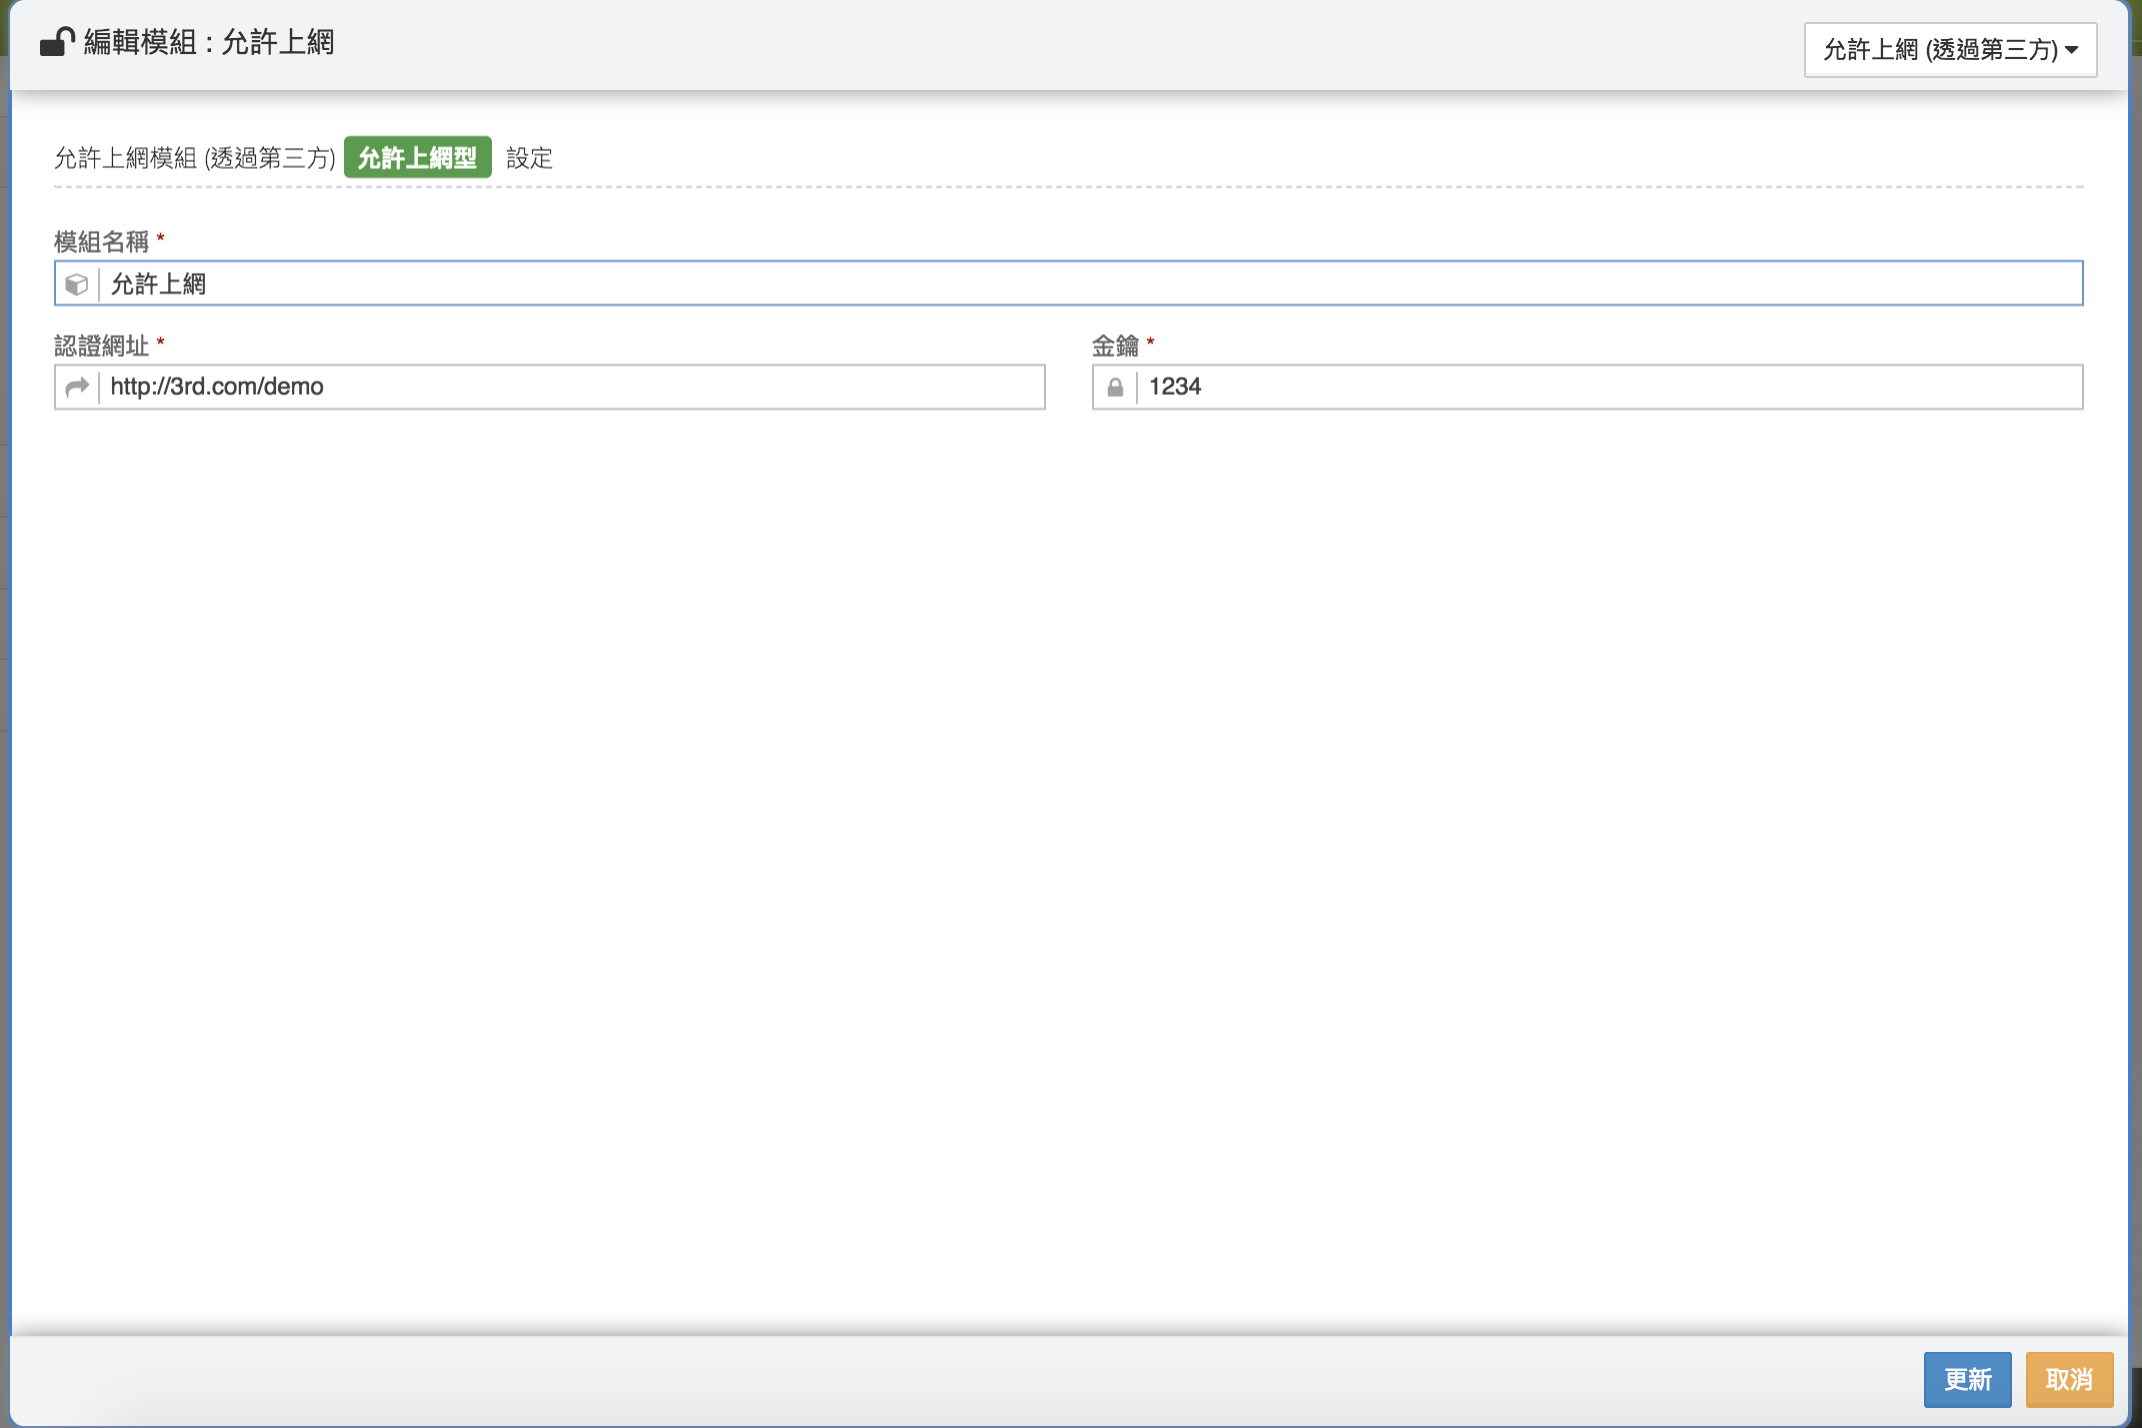 編輯模組 : 允許上網
允許上網 (透過第三方)
允許上網模組 (透過第三方) 允許上網型 設定
模組名稱 *
允許上網
認證網址 * 金鑰 *
http://3rd.com/demo 1234
更新 取消